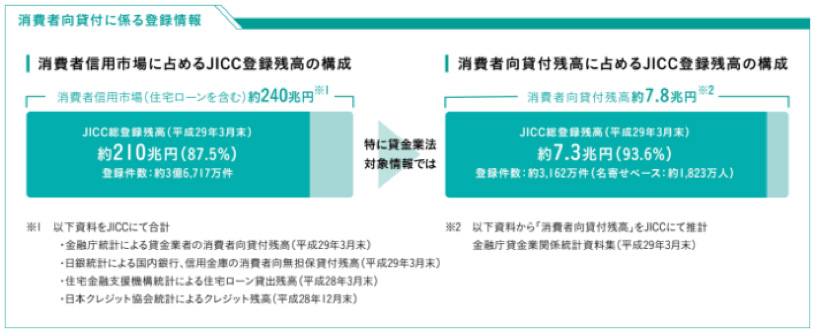 消費者向貸付に係る登録情報
消費者信用市場に占めるJICC登録残高の構成
消費者信用市場(住宅ローンを含む)約240兆円※1
JICC総登録残高(平成29年3月末)
約210兆円(87.5%)
登録件数:約3億6,717万件
※1 以下資料をJICCにて合計
・金融庁統計による貸金業者の消費者向貸付残高(平成29年3月末)
・日銀統計による国内銀行、信用金庫の消費者向無担保貸付残高(平成29年3月末)
・住宅金融支援機構統計による住宅ローン貸出残高(平成28年3月末)
・日本クレジット協会統計によるクレジット残高(平成28年12月末)
特に貸金業法
対象情報では
消費者向貸付残高に占めるJICC登録残高の構成
消費者向貸付残高約7.8兆円※2
JICC総登録残高(平成29年3月末)
約7.3兆円(93.6%)
登録件数:約3,162万件(名寄せベース:約1,823万人)
※2 以下資料から「消費者向貸付残高」をJICCにて推計
金融庁貸金業関係統計資料集(平成29年3月末)